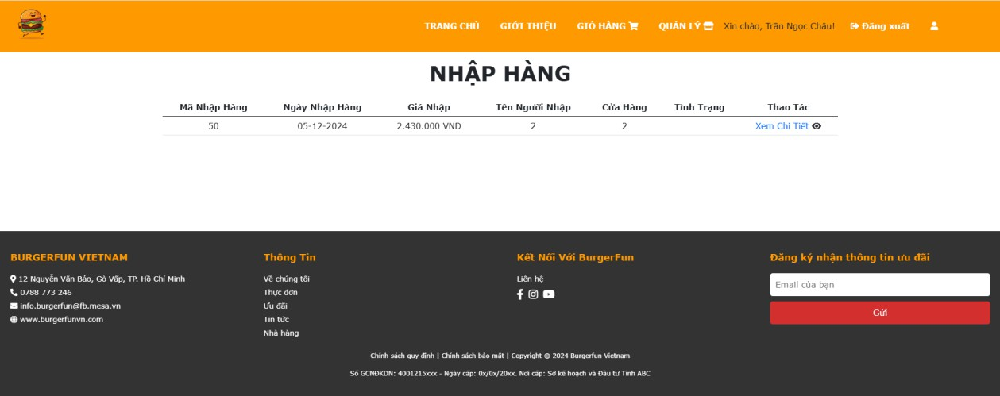 TRANG CHỦ GIỚI THIỆU GIỎ HÀNG QUẢN LÝ Xin chào, Trần Ngọc Châu! Đăng xuất
NHẬP HÀNG
Mã Nhập Hàng Ngày Nhập Hàng Giá Nhập Tên Người Nhập Cửa Hàng Tình Trạng Thao Tác
50 05-12-2024 2.430.000 VND 2 2 Xem Chi Tiết
BURGERFUN VIETNAM
12 Nguyễn Văn Bảo, Gò Vấp, TP. Hồ Chí Minh
0788 773 246
info.burgerfun@fb.mesa.vn
www.burgerfunvn.com
Thông Tin
Về chúng tôi
Thực đơn
Ưu đãi
Tin tức
Nhà hàng
Kết Nối Với BurgerFun
Liên hệ
Đăng ký nhận thông tin ưu đãi
Email của bạn
Gửi
Chính sách quy định | Chính sách bảo mật | Copyright © 2024 Burgerfun Vietnam
Số GCNĐKDN: 4001215xxx - Ngày cấp: 0x/0x/20xx. Nơi cấp: Sở kế hoạch và Đầu tư Tỉnh ABC